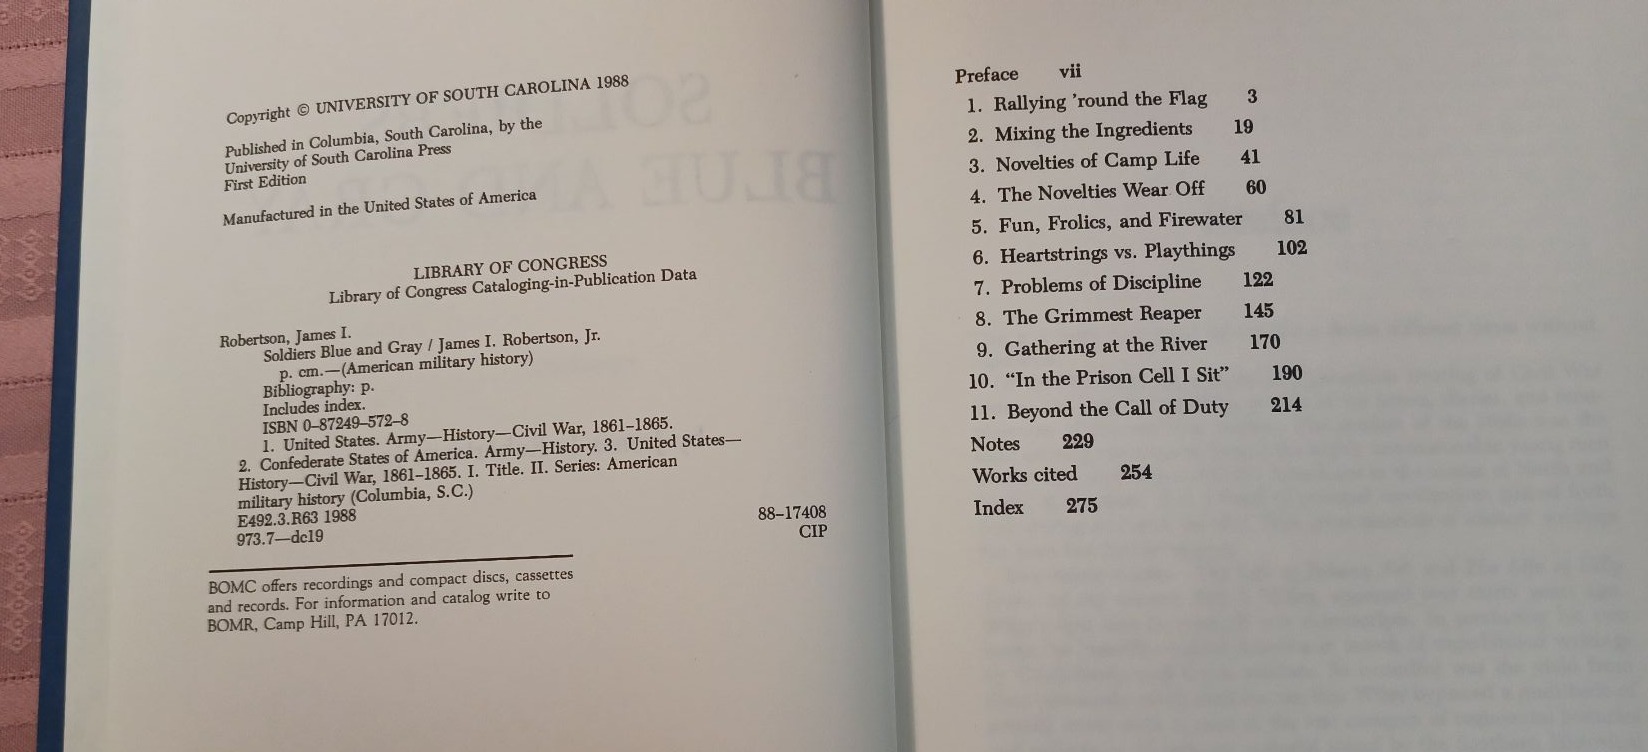 Copyright © UNIVERSITY OF SOUTH CAROLINA 1988
Published in Columbia, South Carolina, by the
University of South Carolina Press
First Edition
Manufactured in the United States of America
LIBRARY OF CONGRESS
Library of Congress Cataloging-in-Publication Data
Robertson, James I.
Soldiers Blue and Gray / James I. Robertson, Jr.
p. cm.—(American military history)
Bibliography: p.
Includes index.
ISBN 0–87249–572–8
1. United States. Army—History—Civil War, 1861–1865.
2. Confederate States of America. Army—History. 3. United States—
History—Civil War, 1861–1865. I. Title. II. Series: American
military history (Columbia, S.C.)
E492.3.R63 1988
973.7—dc19
88–17408
CIP
BOMC offers recordings and compact discs, cassettes
and records. For information and catalog write to
BOMR, Camp Hill, PA 17012.
Preface vii
1. Rallying ’round the Flag 3
2. Mixing the Ingredients 19
3. Novelties of Camp Life 41
4. The Novelties Wear Off 60
5. Fun, Frolics, and Firewater 81
6. Heartstrings vs. Playthings 102
7. Problems of Discipline 122
8. The Grimmest Reaper 145
9. Gathering at the River 170
10. “In the Prison Cell I Sit” 190
11. Beyond the Call of Duty 214
Notes 229
Works cited 254
Index 275